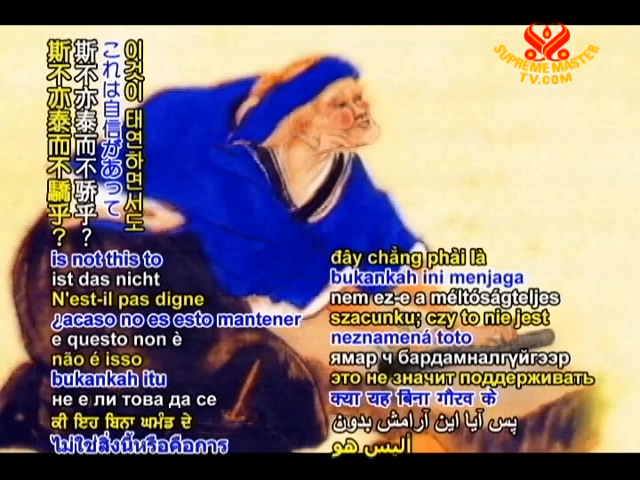 SUPREME MASTER
TV.COM
이것이 태연하면서도
これは自信があって
斯不亦泰而不骄乎？
斯不亦泰而不驕乎？
is not this to
ist das nicht
N'est-il pas digne
¿acaso no es esto mantener
e questo non è
não é isso
bukankah itu
не е ли това да се
ਕੀ ਇਹ ਬਿਨਾ ਘਮੰਡ ਦੇ
ไม่ใช่สิ่งนี้หรือคือการ
đây chẳng phải là
bukankah ini menjaga
nem ez-e a méltóságteljes
szacunku; czy to nie jest
neznamená toto
ямар ч бардамналгүйгээр
это не значит поддерживать
क्या यह बिना गौरव के
پس آیا این آرامش بدون
أليس هو